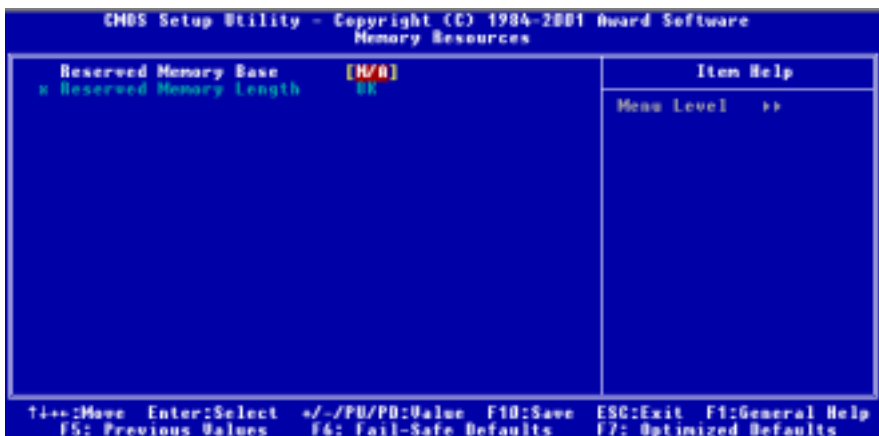 CMOS Setup Utility - Copyright (C) 1984-2001 Award Software
Memory Resources
Reserved Memory Base [N/A]
x Reserved Memory Length 0K
Item Help
Menu Level ▸▸
↑↓→←:Move Enter:Select +/-/PU/PD:Value F10:Save ESC:Exit F1:General Help
F5: Previous Values F6: Fail-Safe Defaults F7: Optimized Defaults